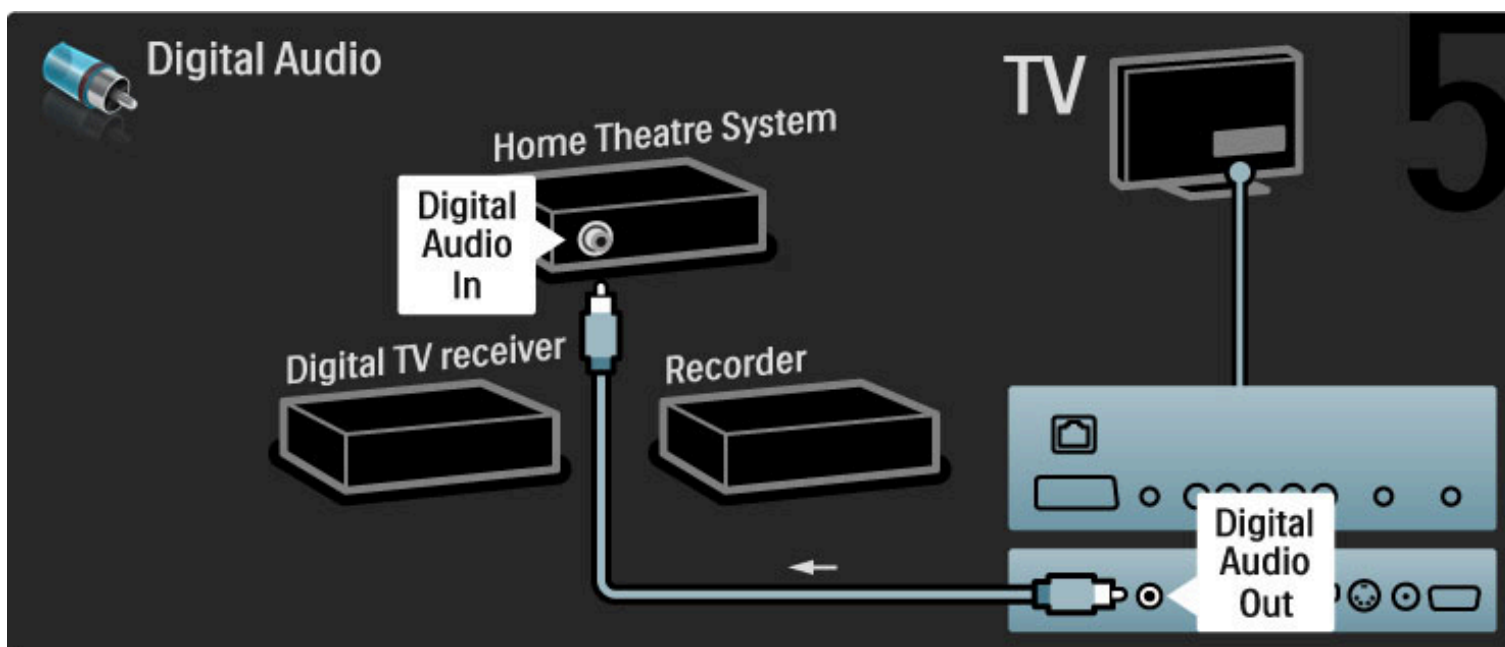 Digital Audio
TV
5
Home Theatre System
Digital
Audio
In
Digital TV receiver
Recorder
Digital
Audio
Out